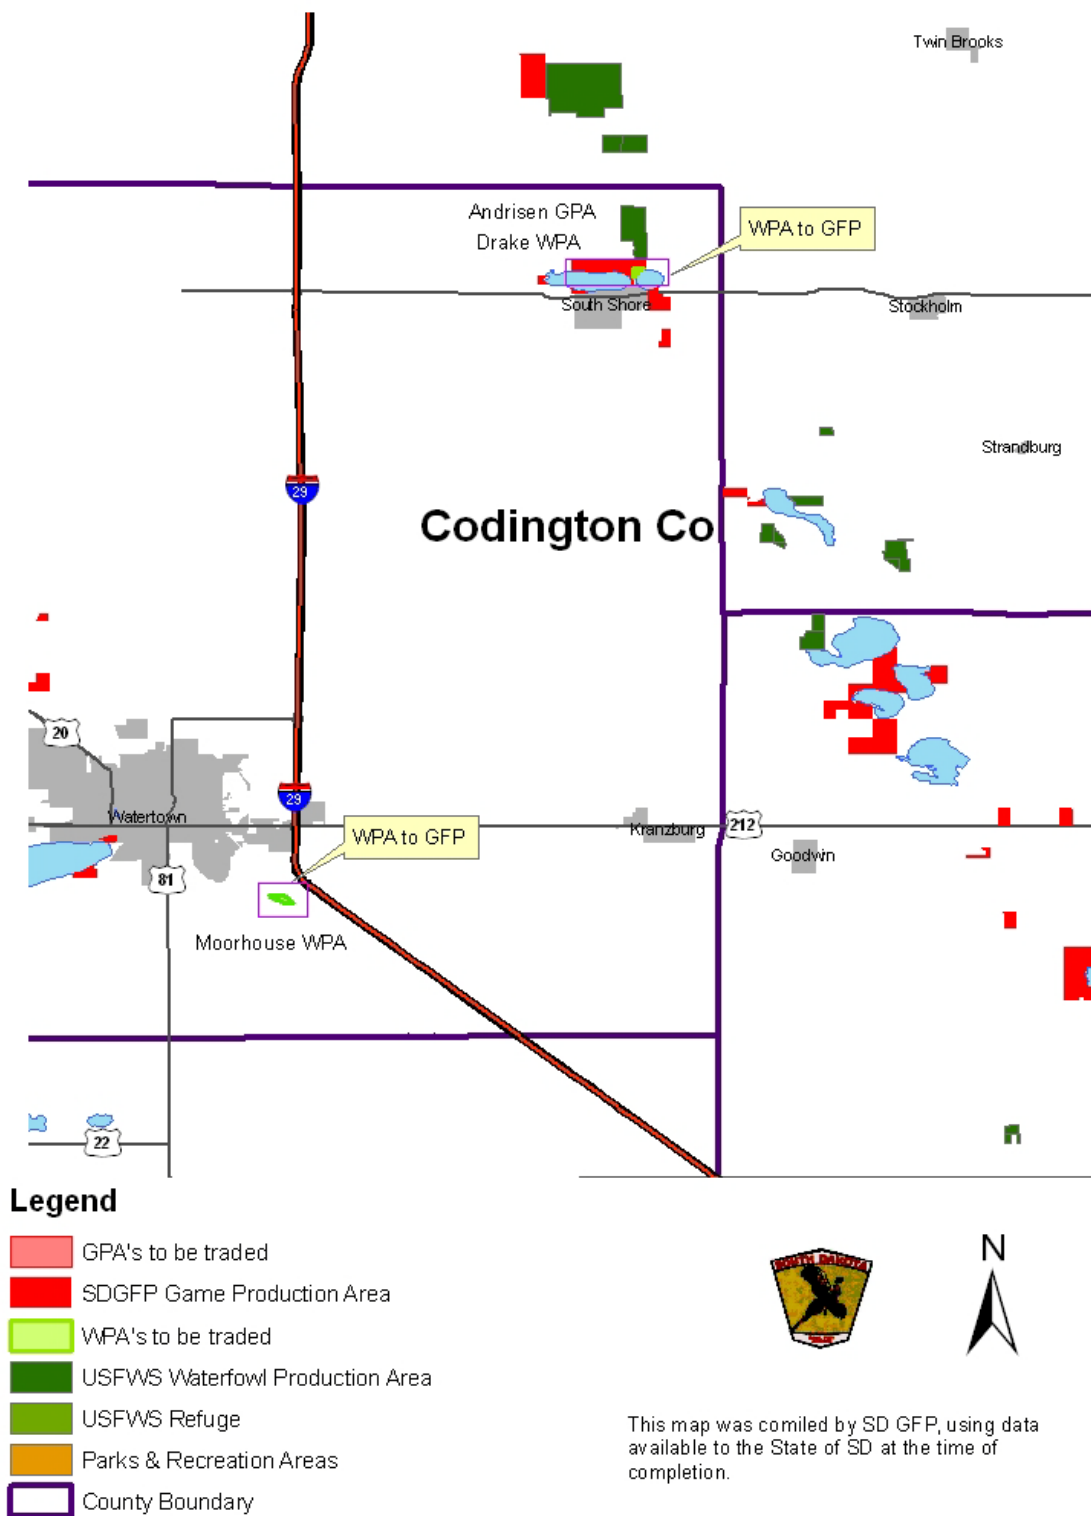 Twin Brooks
Andrisen GPA
Drake WPA
WPA to GFP
South Shore
Stockholm
Strandburg
29
Codington Co
20
29
Watertown
WPA to GFP
Kranzburg
212
Goodwin
81
Moorhouse WPA
22
Legend
GPA's to be traded
SDGFP Game Production Area
WPA's to be traded
USFWS Waterfowl Production Area
USFWS Refuge
Parks & Recreation Areas
County Boundary
SOUTH DAKOTA
N
This map was comiled by SD GFP, using data
available to the State of SD at the time of
completion.